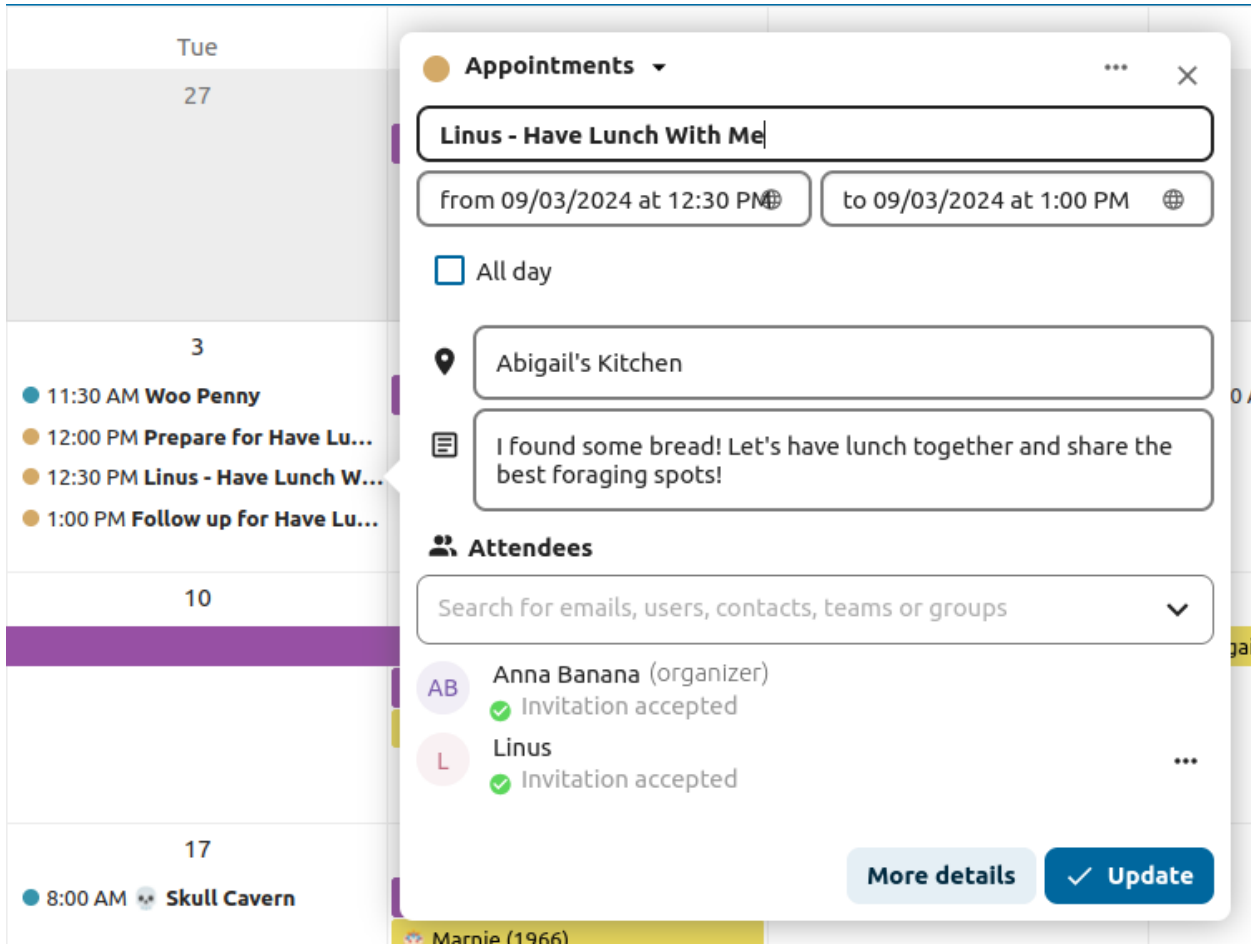 Tue
27
3
11:30 AM Woo Penny
12:00 PM Prepare for Have Lu...
12:30 PM Linus - Have Lunch W...
1:00 PM Follow up for Have Lu...
10
17
8:00 AM 💀 Skull Cavern
Appointments
Linus - Have Lunch With Me
from 09/03/2024 at 12:30 PM
to 09/03/2024 at 1:00 PM
All day
Abigail's Kitchen
I found some bread! Let's have lunch together and share the
best foraging spots!
Attendees
Search for emails, users, contacts, teams or groups
AB
Anna Banana (organizer)
Invitation accepted
L
Linus
Invitation accepted
More details
Update
Marnie (1966)